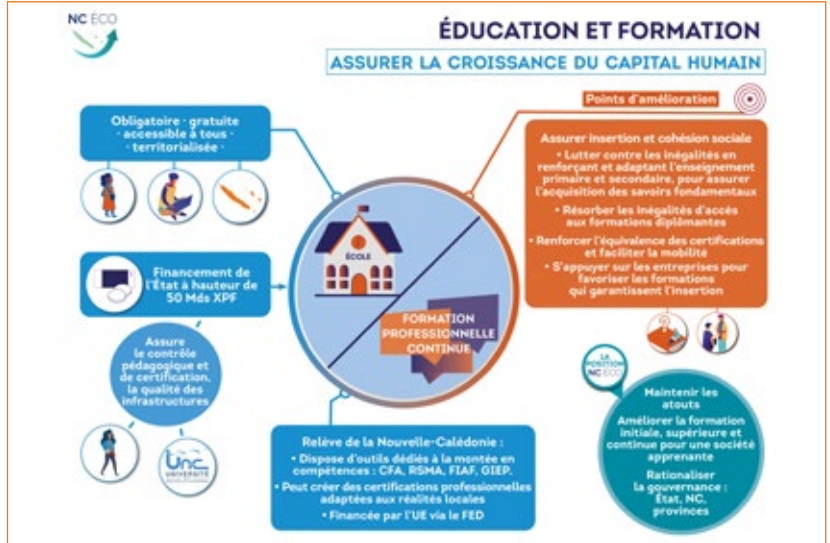 NC ÉCO
ÉDUCATION ET FORMATION
ASSURER LA CROISSANCE DU CAPITAL HUMAIN
Obligatoire · gratuite
· accessible à tous ·
· territorialisée ·
Financement de
l'État à hauteur de
50 Mds XPF
Assure
le contrôle
pédagogique et
de certification,
la qualité des
infrastructures
unc
UNIVERSITÉ
ÉCOLE
FORMATION
PROFESSIONNELLE
CONTINUE
Relève de la Nouvelle-Calédonie :
• Dispose d'outils dédiés à la montée en
compétences : CFA, RSMA, FIAF, GIEP.
• Peut créer des certifications professionnelles
adaptées aux réalités locales
• Financée par l'UE via le FED
Points d'amélioration
Assurer insertion et cohésion sociale
• Lutter contre les inégalités en
renforçant et adaptant l'enseignement
primaire et secondaire, pour assurer
l'acquisition des savoirs fondamentaux
• Résorber les inégalités d'accès
aux formations diplômantes
• Renforcer l'équivalence des certifications
et faciliter la mobilité
• S'appuyer sur les entreprises pour
favoriser les formations
qui garantissent l'insertion
LA
POSITION
NC ÉCO
Maintenir les
atouts
Améliorer la formation
initiale, supérieure et
continue pour une société
apprenante
Rationaliser
la gouvernance :
État, NC,
provinces